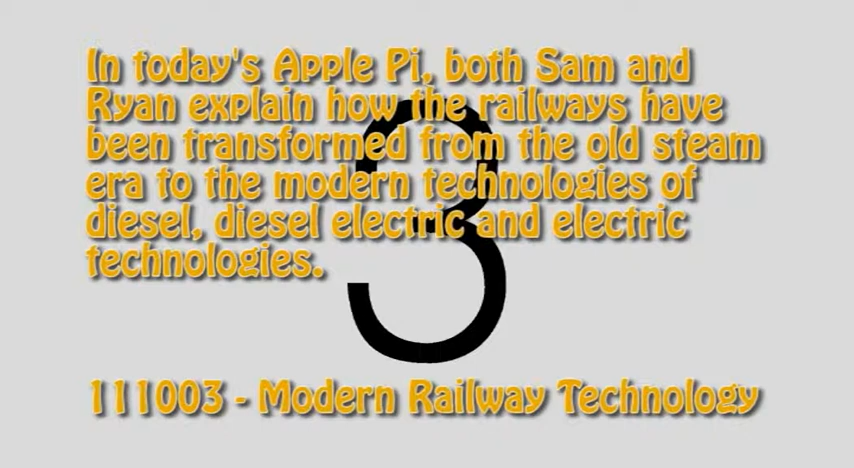 In today's Apple Pi, both Sam and
Ryan explain how the railways have
been transformed from the old steam
era to the modern technologies of
diesel, diesel electric and electric
technologies.
3
111003 - Modern Railway Technology